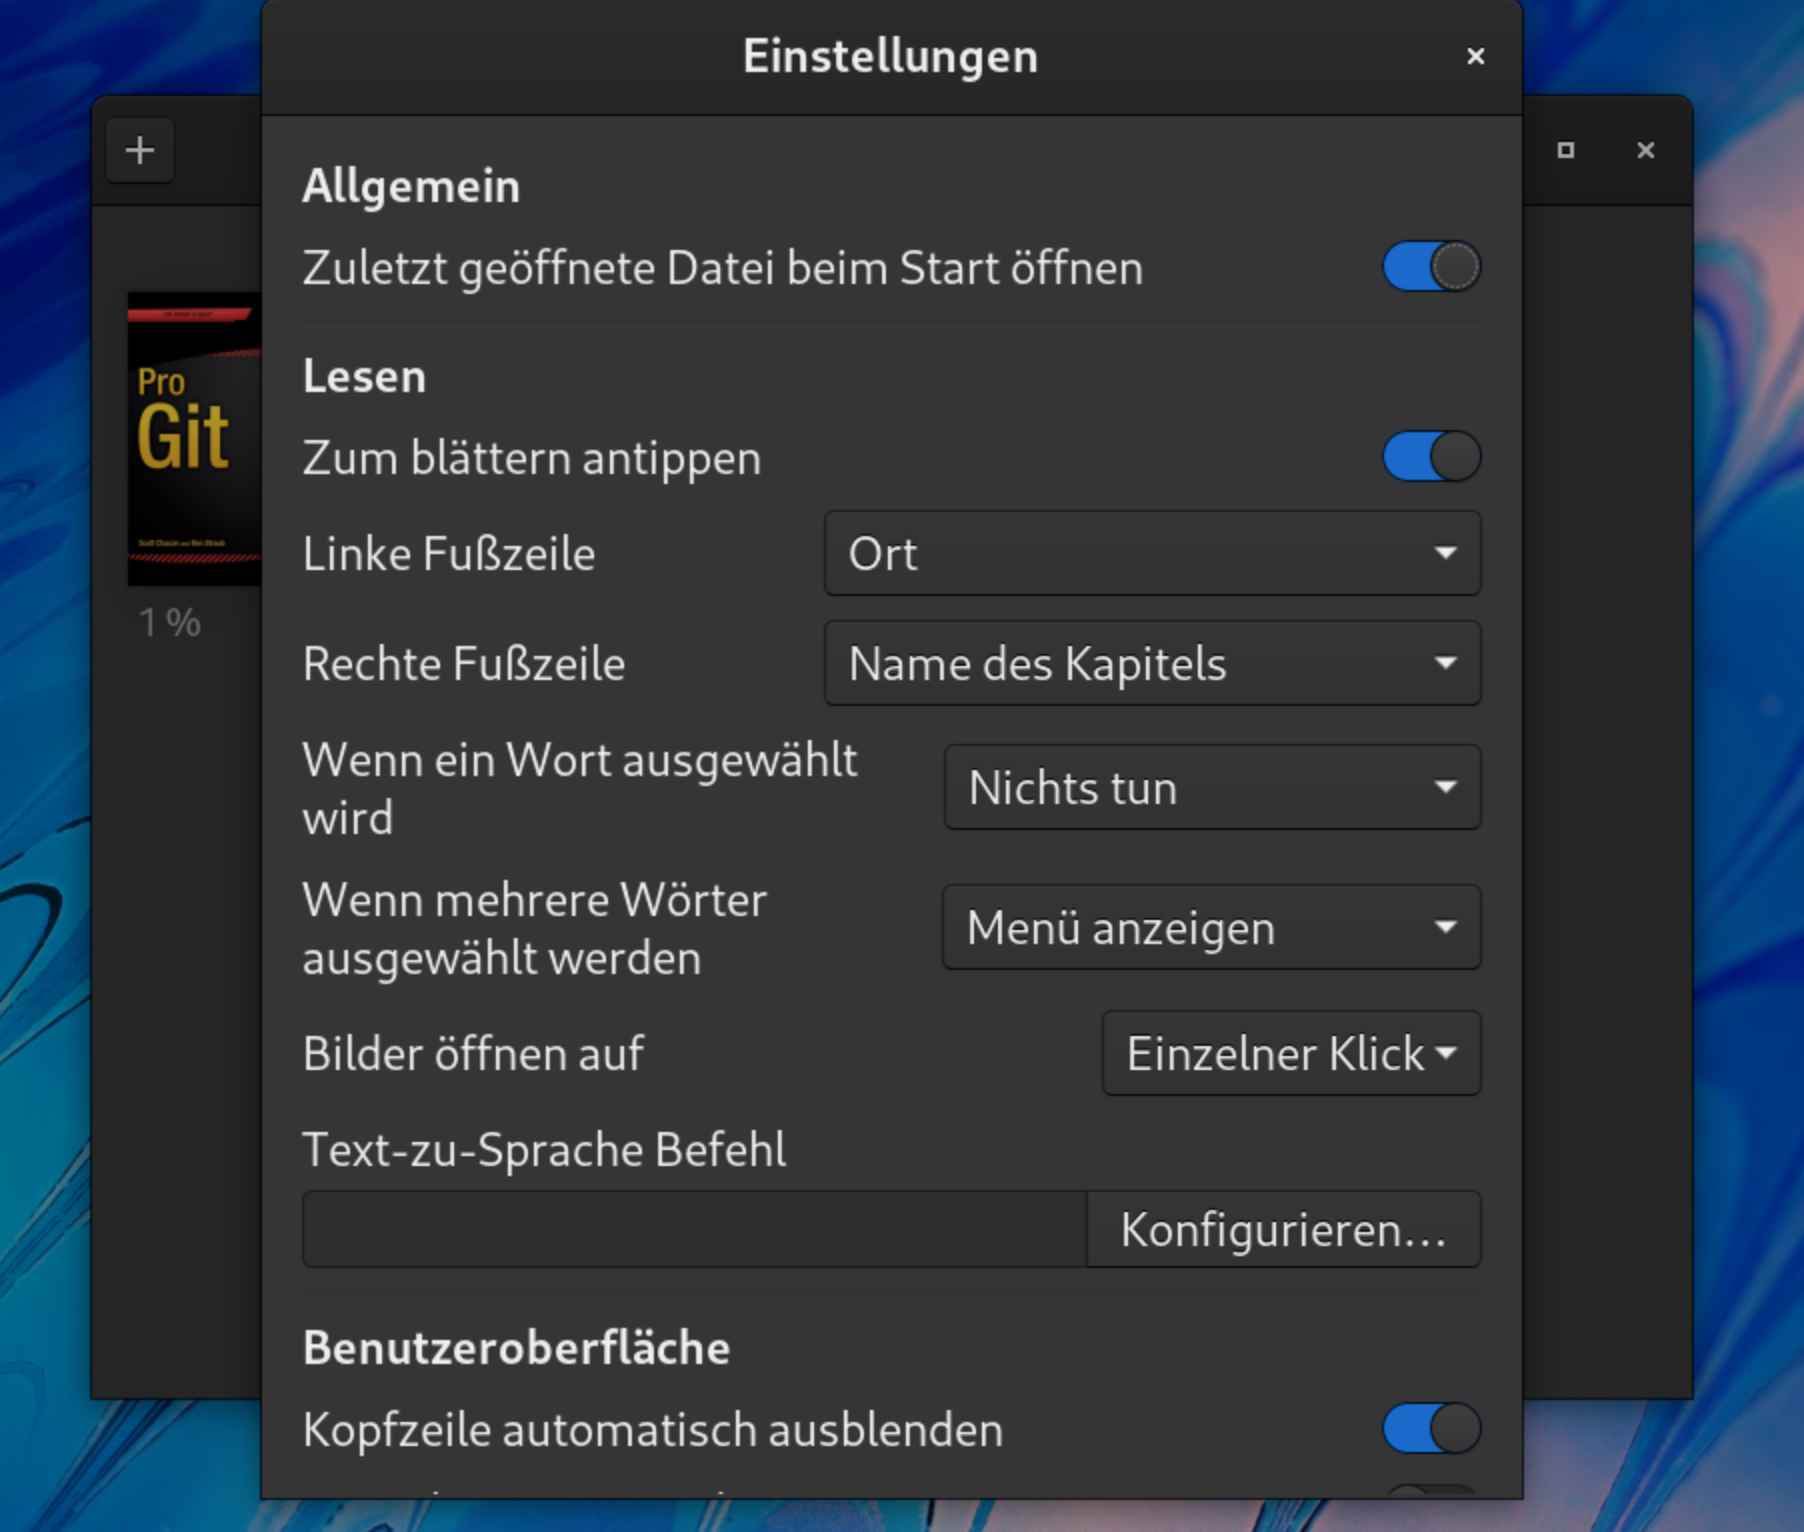 Einstellungen
Allgemein
Zuletzt geöffnete Datei beim Start öffnen
Lesen
Zum blättern antippen
Linke Fußzeile
Ort
Rechte Fußzeile
Name des Kapitels
Wenn ein Wort ausgewählt
wird
Nichts tun
Wenn mehrere Wörter
ausgewählt werden
Menü anzeigen
Bilder öffnen auf
Einzelner Klick
Text-zu-Sprache Befehl
Konfigurieren…
Benutzeroberfläche
Kopfzeile automatisch ausblenden
Pro
Git
1 %